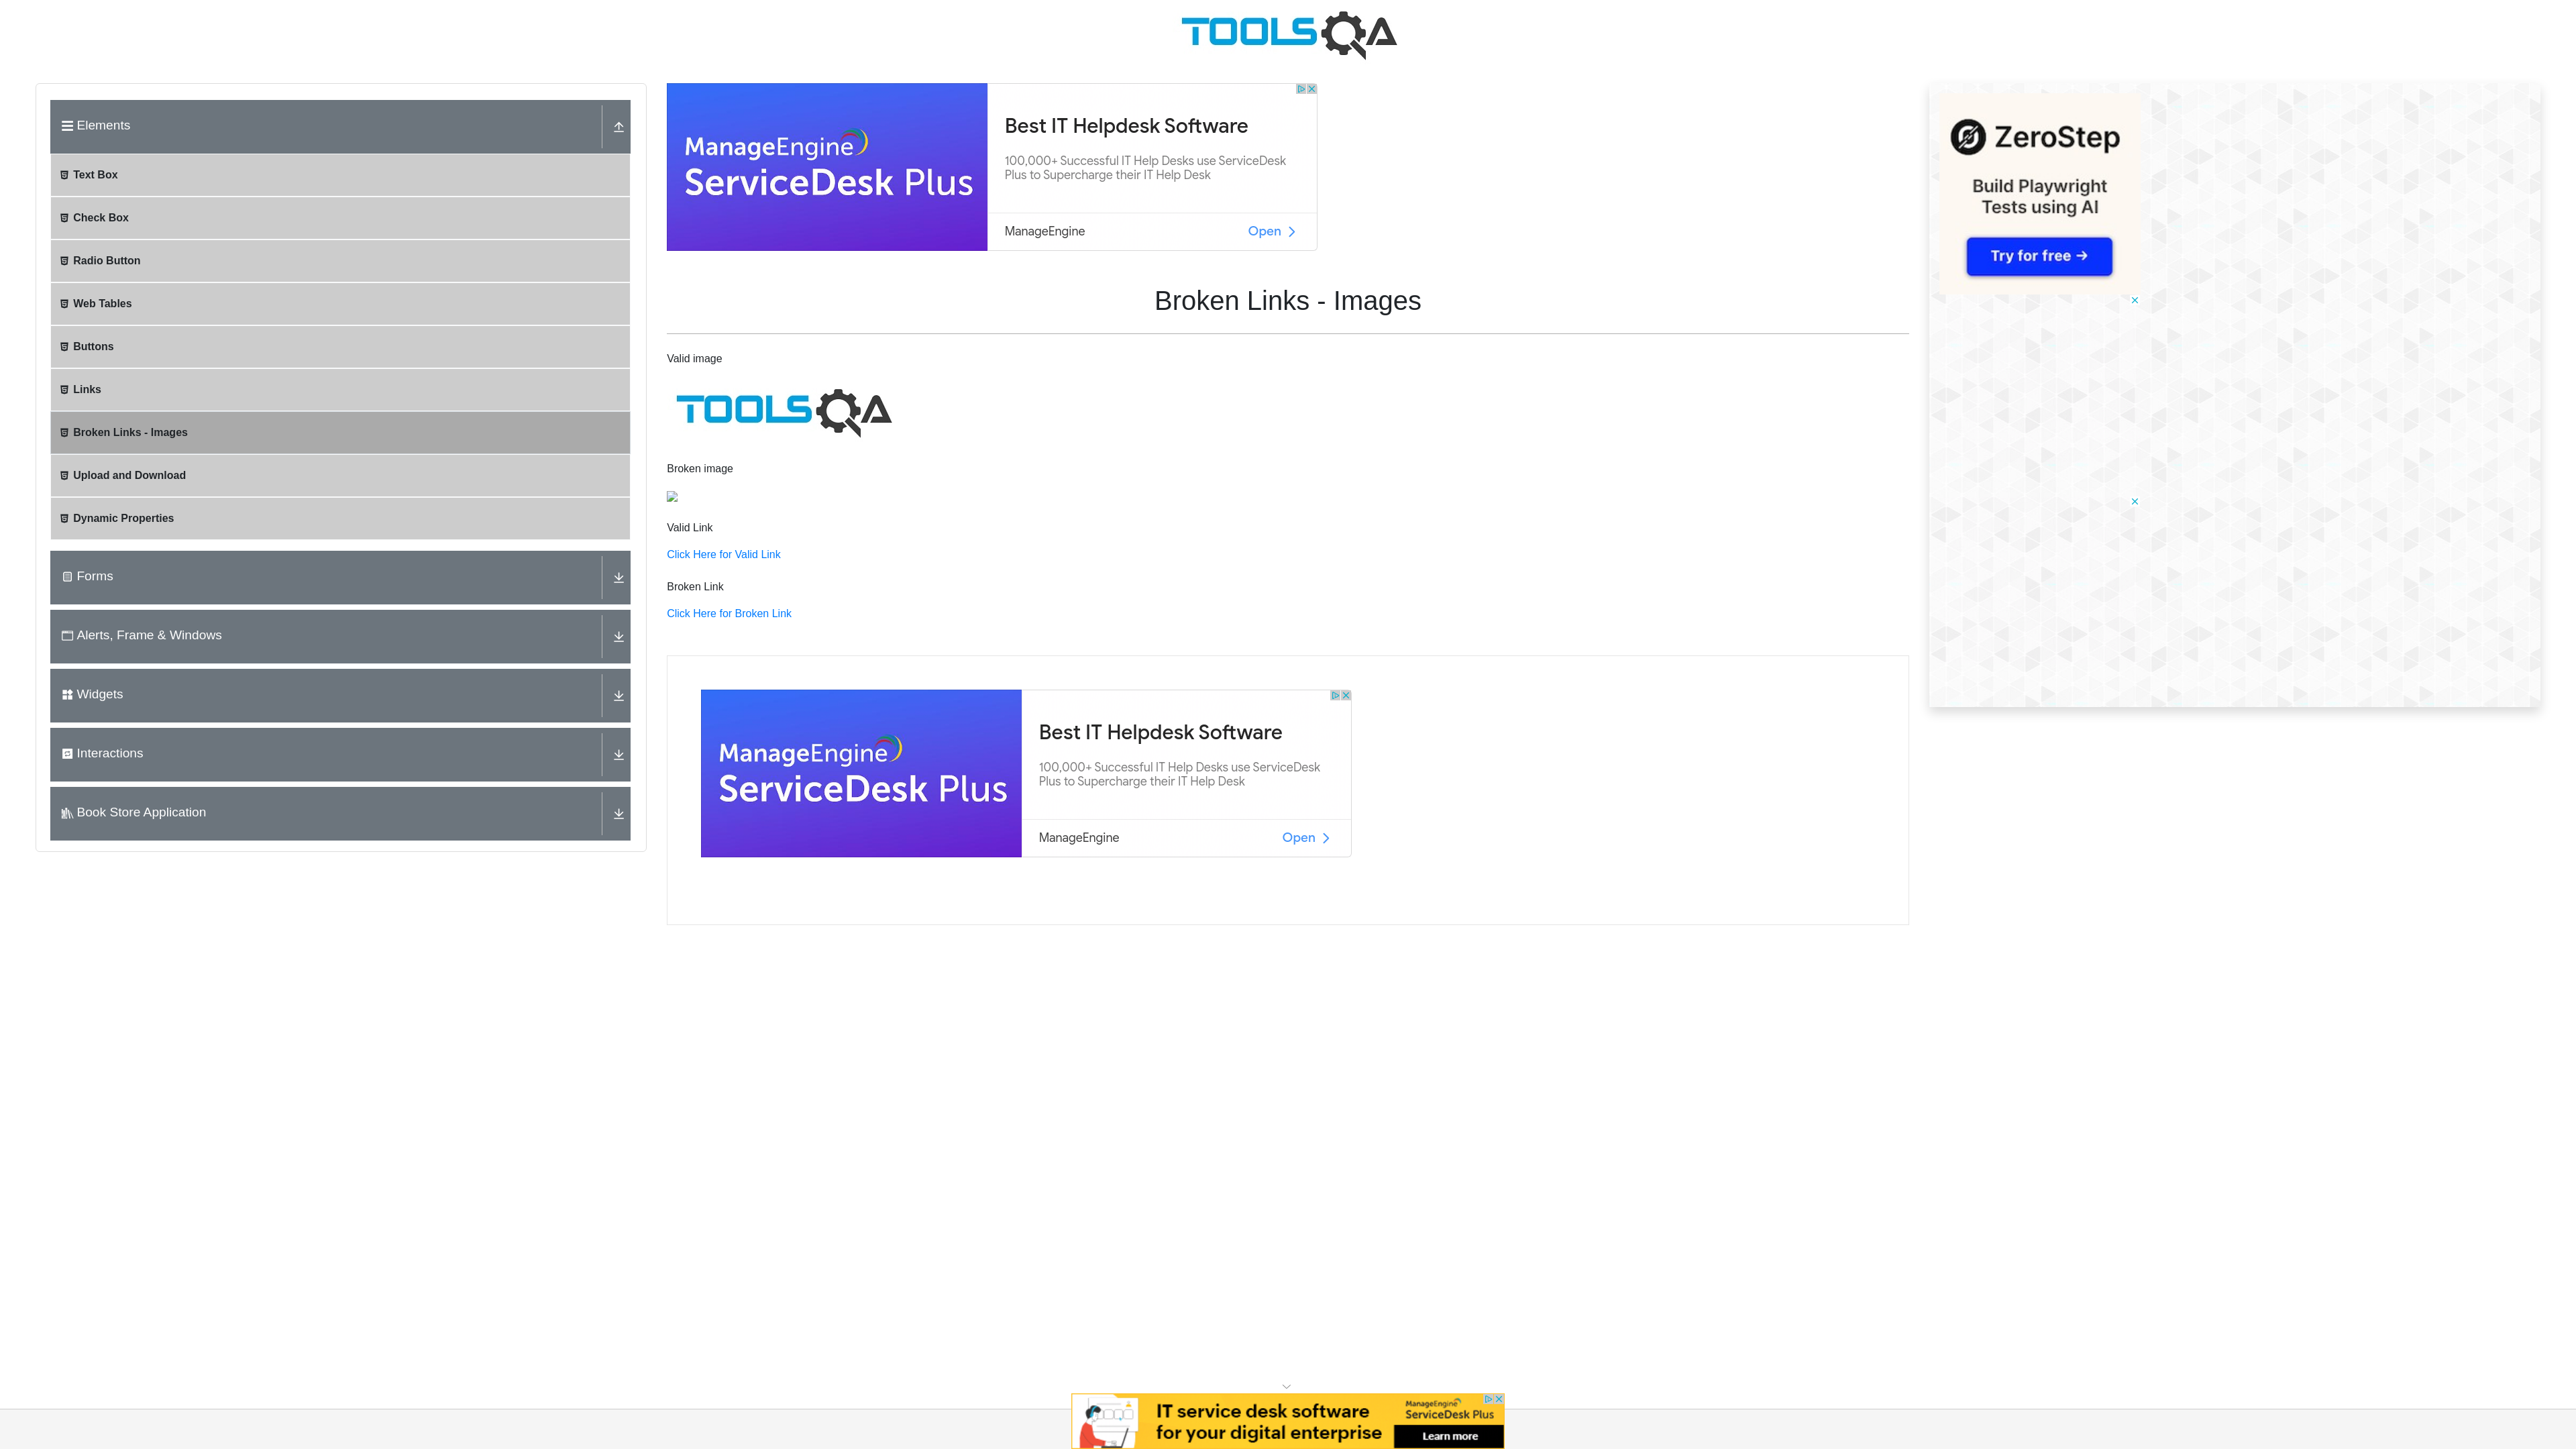 TOOLSQA
Elements
Text Box
Check Box
Radio Button
Web Tables
Buttons
Links
Broken Links - Images
Upload and Download
Dynamic Properties
Forms
Alerts, Frame & Windows
Widgets
Interactions
Book Store Application
ManageEngine
ServiceDesk Plus
Best IT Helpdesk Software
100,000+ Successful IT Help Desks use ServiceDesk
Plus to Supercharge their IT Help Desk
ManageEngine
Open
Broken Links - Images
Valid image
TOOLSQA
Broken image
Valid Link
Click Here for Valid Link
Broken Link
Click Here for Broken Link
ManageEngine
ServiceDesk Plus
Best IT Helpdesk Software
100,000+ Successful IT Help Desks use ServiceDesk
Plus to Supercharge their IT Help Desk
ManageEngine
Open
ZeroStep
Build Playwright
Tests using AI
Try for free →
IT service desk software
for your digital enterprise
ManageEngine
ServiceDesk Plus
Learn more